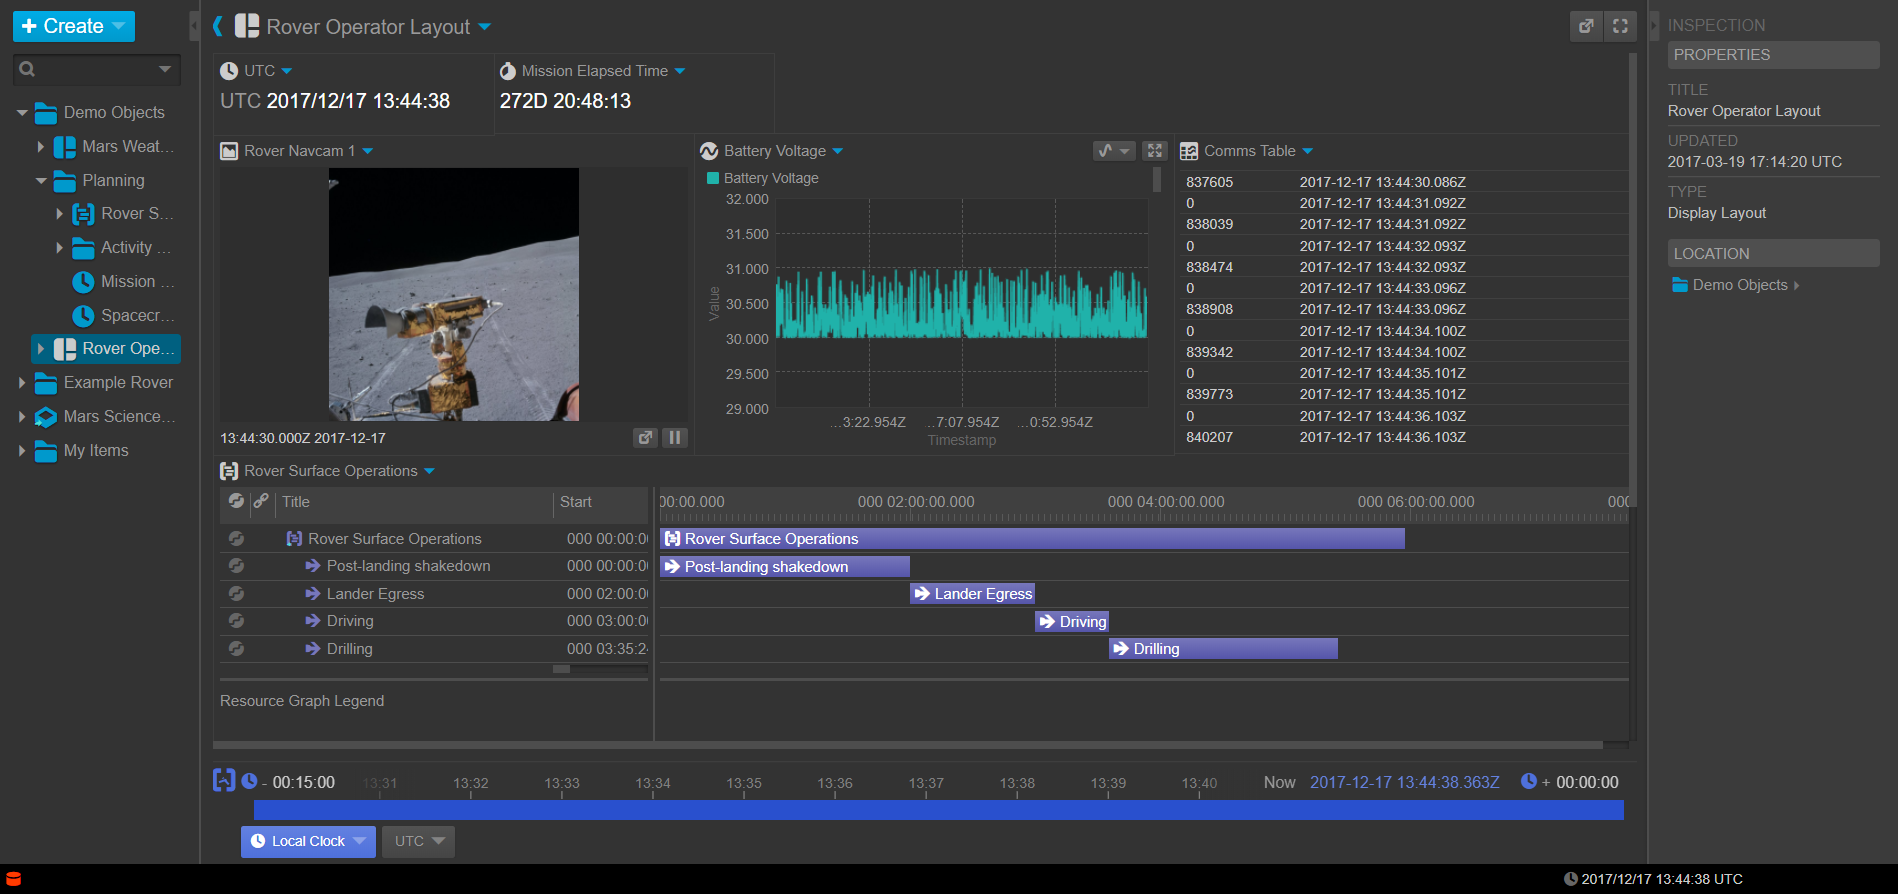 Create
Demo Objects
Mars Weat...
Planning
Rover S...
Activity ...
Mission ...
Spacecr...
Rover Ope...
Example Rover
Mars Science...
My Items
Rover Operator Layout
UTC
UTC 2017/12/17 13:44:38
Mission Elapsed Time
272D 20:48:13
Rover Navcam 1
13:44:30.000Z 2017-12-17
Battery Voltage
Battery Voltage
32.000
31.500
31.000
30.500
30.000
29.500
29.000
Value
...3:22.954Z ..7:07.954Z ...0:52.954Z
Timestamp
Comms Table
837605 2017-12-17 13:44:30.086Z
0 2017-12-17 13:44:31.092Z
838039 2017-12-17 13:44:31.092Z
0 2017-12-17 13:44:32.093Z
838474 2017-12-17 13:44:32.093Z
0 2017-12-17 13:44:33.096Z
838908 2017-12-17 13:44:33.096Z
0 2017-12-17 13:44:34.100Z
839342 2017-12-17 13:44:34.100Z
0 2017-12-17 13:44:35.101Z
839773 2017-12-17 13:44:35.101Z
0 2017-12-17 13:44:36.103Z
840207 2017-12-17 13:44:36.103Z
Rover Surface Operations
Title Start
Rover Surface Operations 000 00:00:0
Post-landing shakedown 000 00:00:0
Lander Egress 000 02:00:0
Driving 000 03:00:0
Drilling 000 03:35:2
00:00.000 000 02:00:00.000 000 04:00:00.000 000 06:00:00.000 000
Rover Surface Operations
Post-landing shakedown
Lander Egress
Driving
Drilling
Resource Graph Legend
- 00:15:00 13:31 13:32 13:33 13:34 13:35 13:36 13:37 13:38 13:39 13:40 Now 2017-12-17 13:44:38.363Z + 00:00:00
Local Clock UTC
INSPECTION
PROPERTIES
TITLE
Rover Operator Layout
UPDATED
2017-03-19 17:14:20 UTC
TYPE
Display Layout
LOCATION
Demo Objects
2017/12/17 13:44:38 UTC